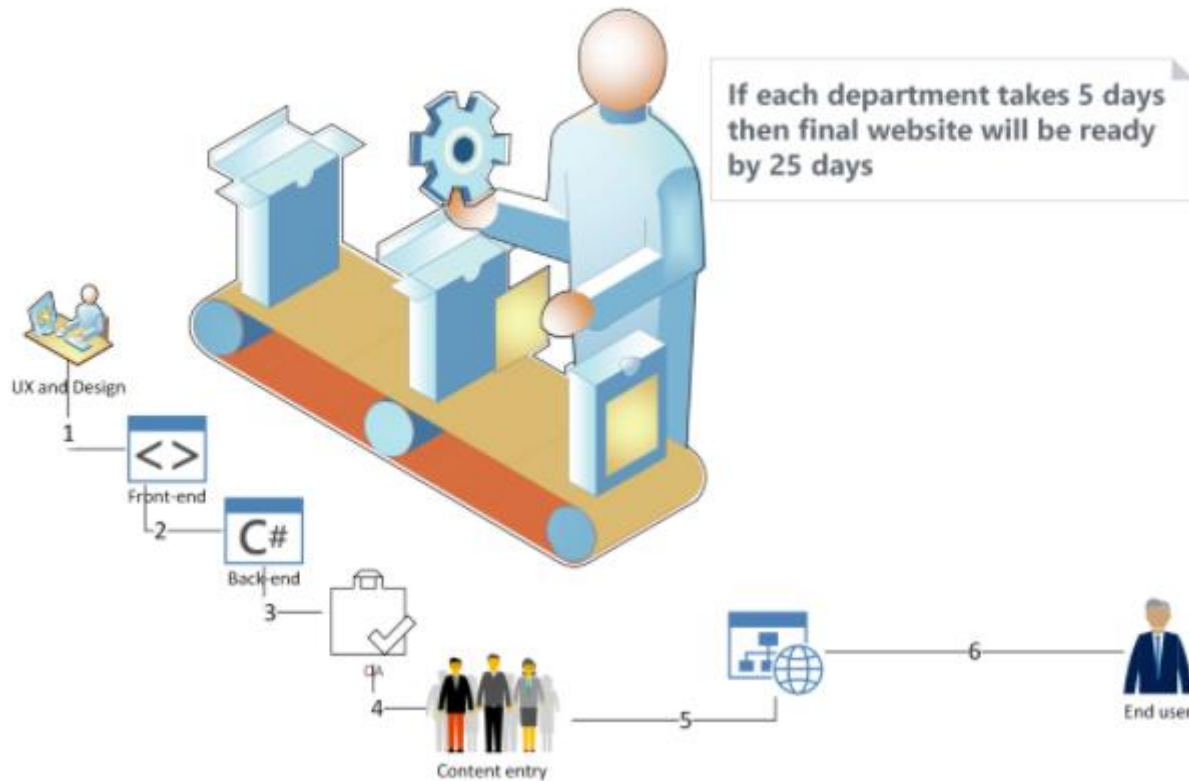 If each department takes 5 days
then final website will be ready
by 25 days
UX and Design
1
< >
Front-end
2
C#
Back-end
3
QA
4
Content entry
5
6
End user